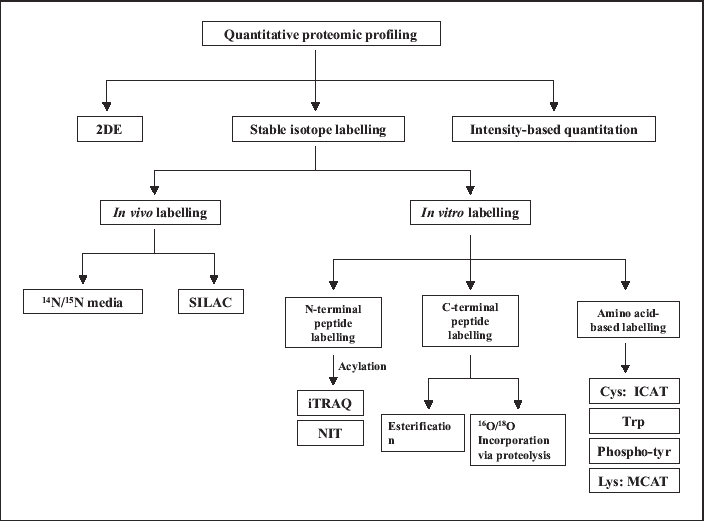 Quantitative proteomic profiling
2DE
Stable isotope labelling
Intensity-based quantitation
In vivo labelling
In vitro labelling
¹⁴N/¹⁵N media
SILAC
N-terminal
peptide
labelling
C-terminal
peptide
labelling
Amino acid-
based labelling
Acylation
iTRAQ
NIT
Esterificatio
n
¹⁶O/¹⁸O
Incorporation
via proteolysis
Cys: ICAT
Trp
Phospho-tyr
Lys: MCAT